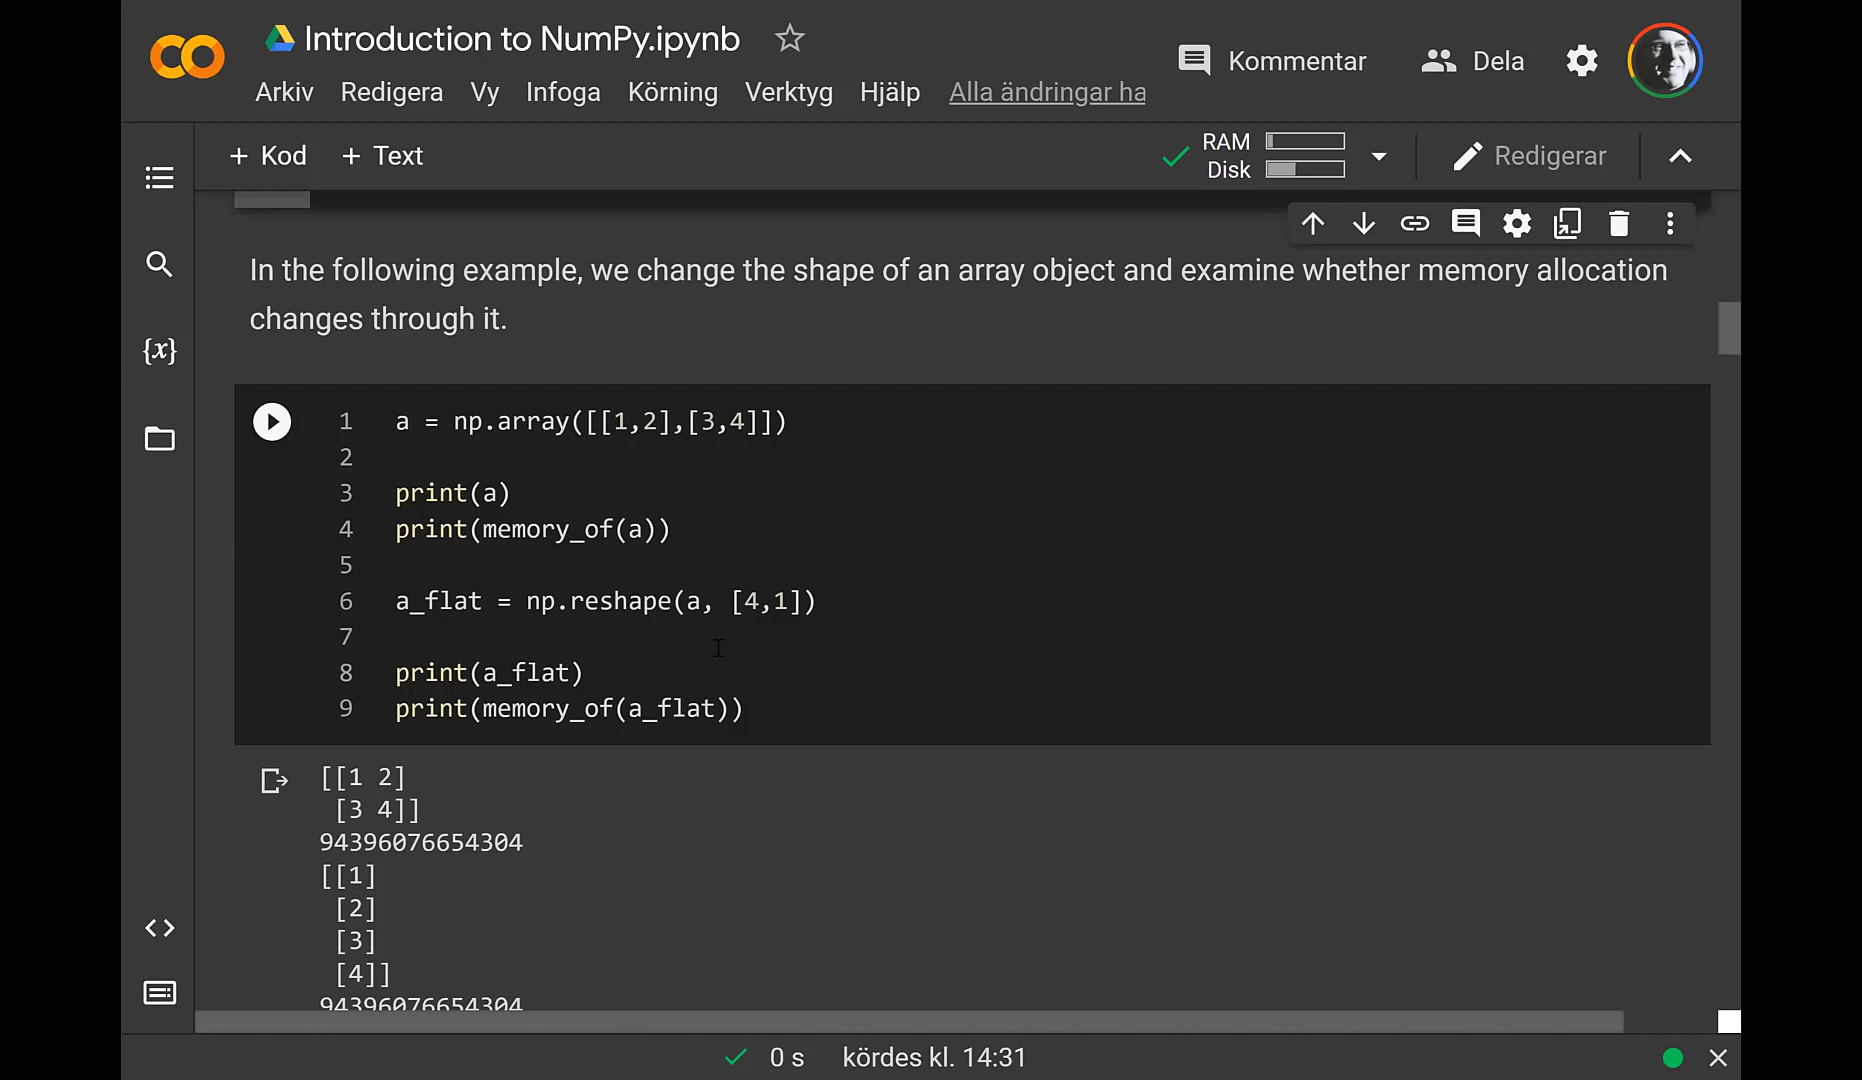 Introduction to NumPy.ipynb
Kommentar
Dela
Arkiv Redigera Vy Infoga Körning Verktyg Hjälp Alla ändringar ha
+ Kod + Text
RAM
Disk
Redigerar
In the following example, we change the shape of an array object and examine whether memory allocation
changes through it.
{x}
1 a = np.array([[1,2],[3,4]])
2
3 print(a)
4 print(memory_of(a))
5
6 a_flat = np.reshape(a, [4,1])
7
8 print(a_flat)
9 print(memory_of(a_flat))
[[1 2]
[3 4]]
94396076654304
[[1]
[2]
[3]
[4]]
94396076654304
0 s kördes kl. 14:31